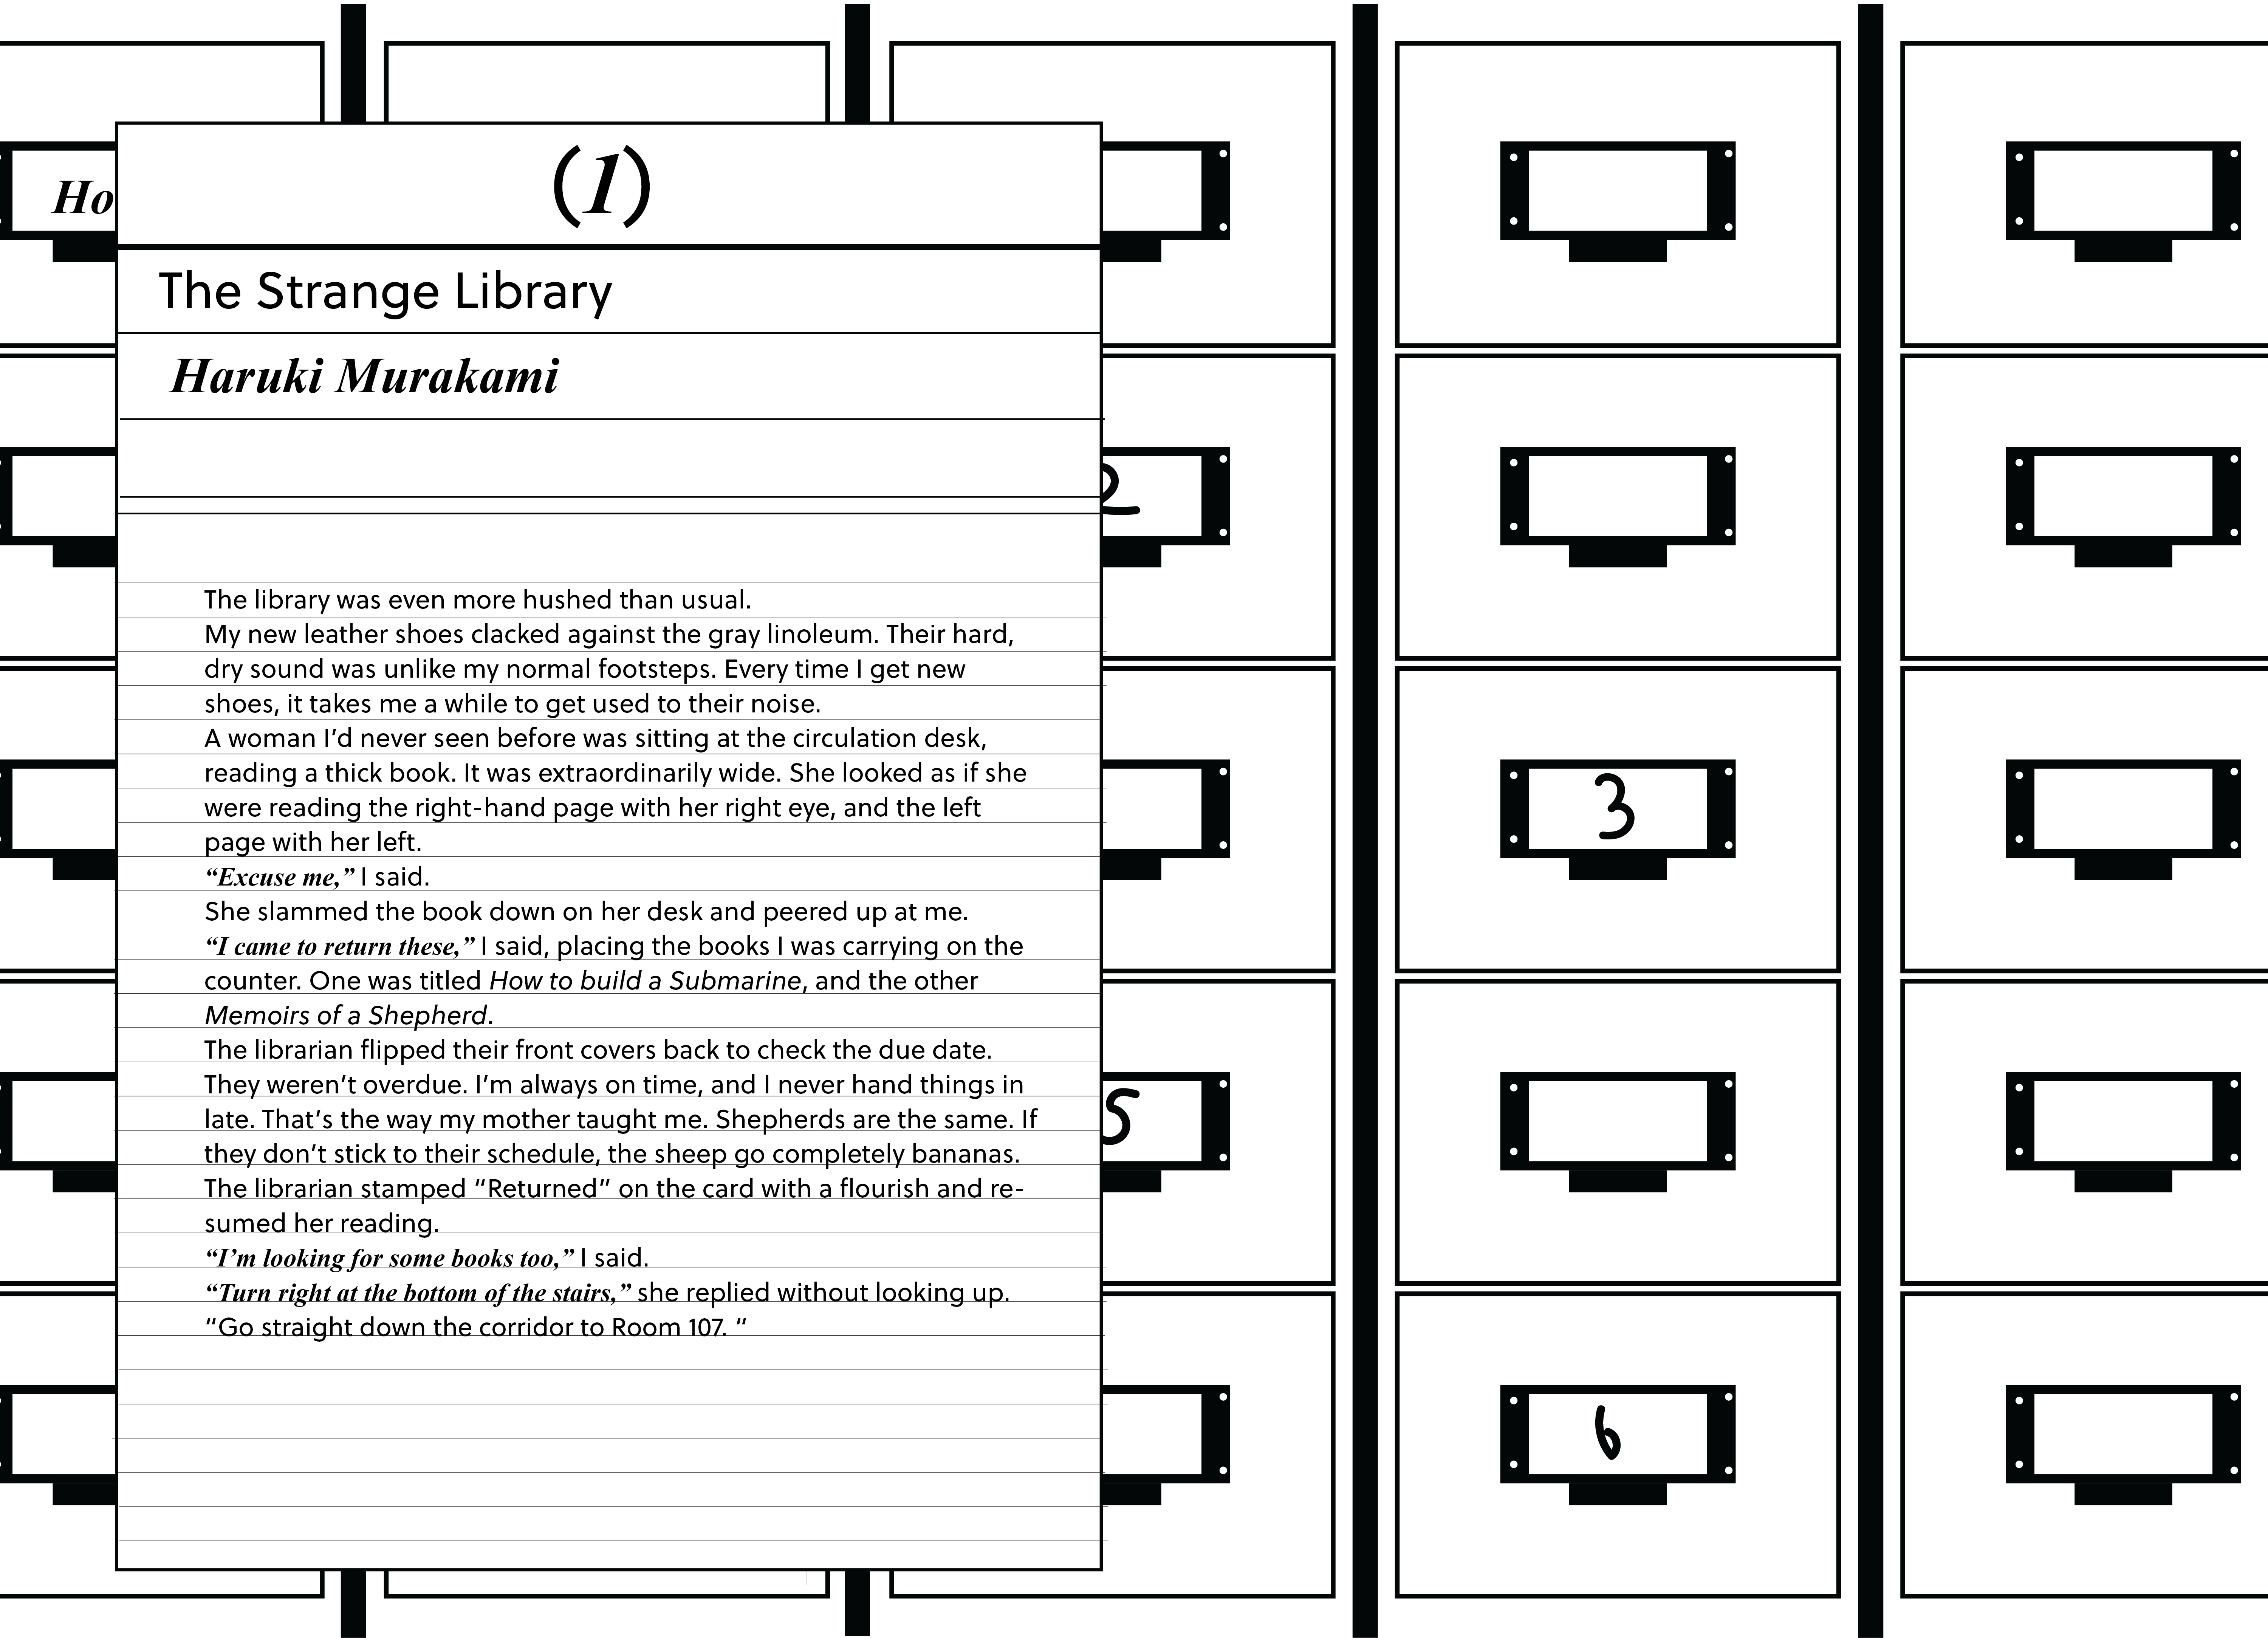 Ho
(1)
The Strange Library
Haruki Murakami
2
The library was even more hushed than usual.
My new leather shoes clacked against the gray linoleum. Their hard,
dry sound was unlike my normal footsteps. Every time I get new
shoes, it takes me a while to get used to their noise.
A woman I’d never seen before was sitting at the circulation desk,
reading a thick book. It was extraordinarily wide. She looked as if she
were reading the right-hand page with her right eye, and the left
page with her left.
“Excuse me,” I said.
She slammed the book down on her desk and peered up at me.
“I came to return these,” I said, placing the books I was carrying on the
counter. One was titled How to build a Submarine, and the other
Memoirs of a Shepherd.
The librarian flipped their front covers back to check the due date.
They weren’t overdue. I’m always on time, and I never hand things in
late. That’s the way my mother taught me. Shepherds are the same. If
they don’t stick to their schedule, the sheep go completely bananas.
The librarian stamped “Returned” on the card with a flourish and re-
sumed her reading.
“I’m looking for some books too,” I said.
“Turn right at the bottom of the stairs,” she replied without looking up.
“Go straight down the corridor to Room 107. “
3
5
6